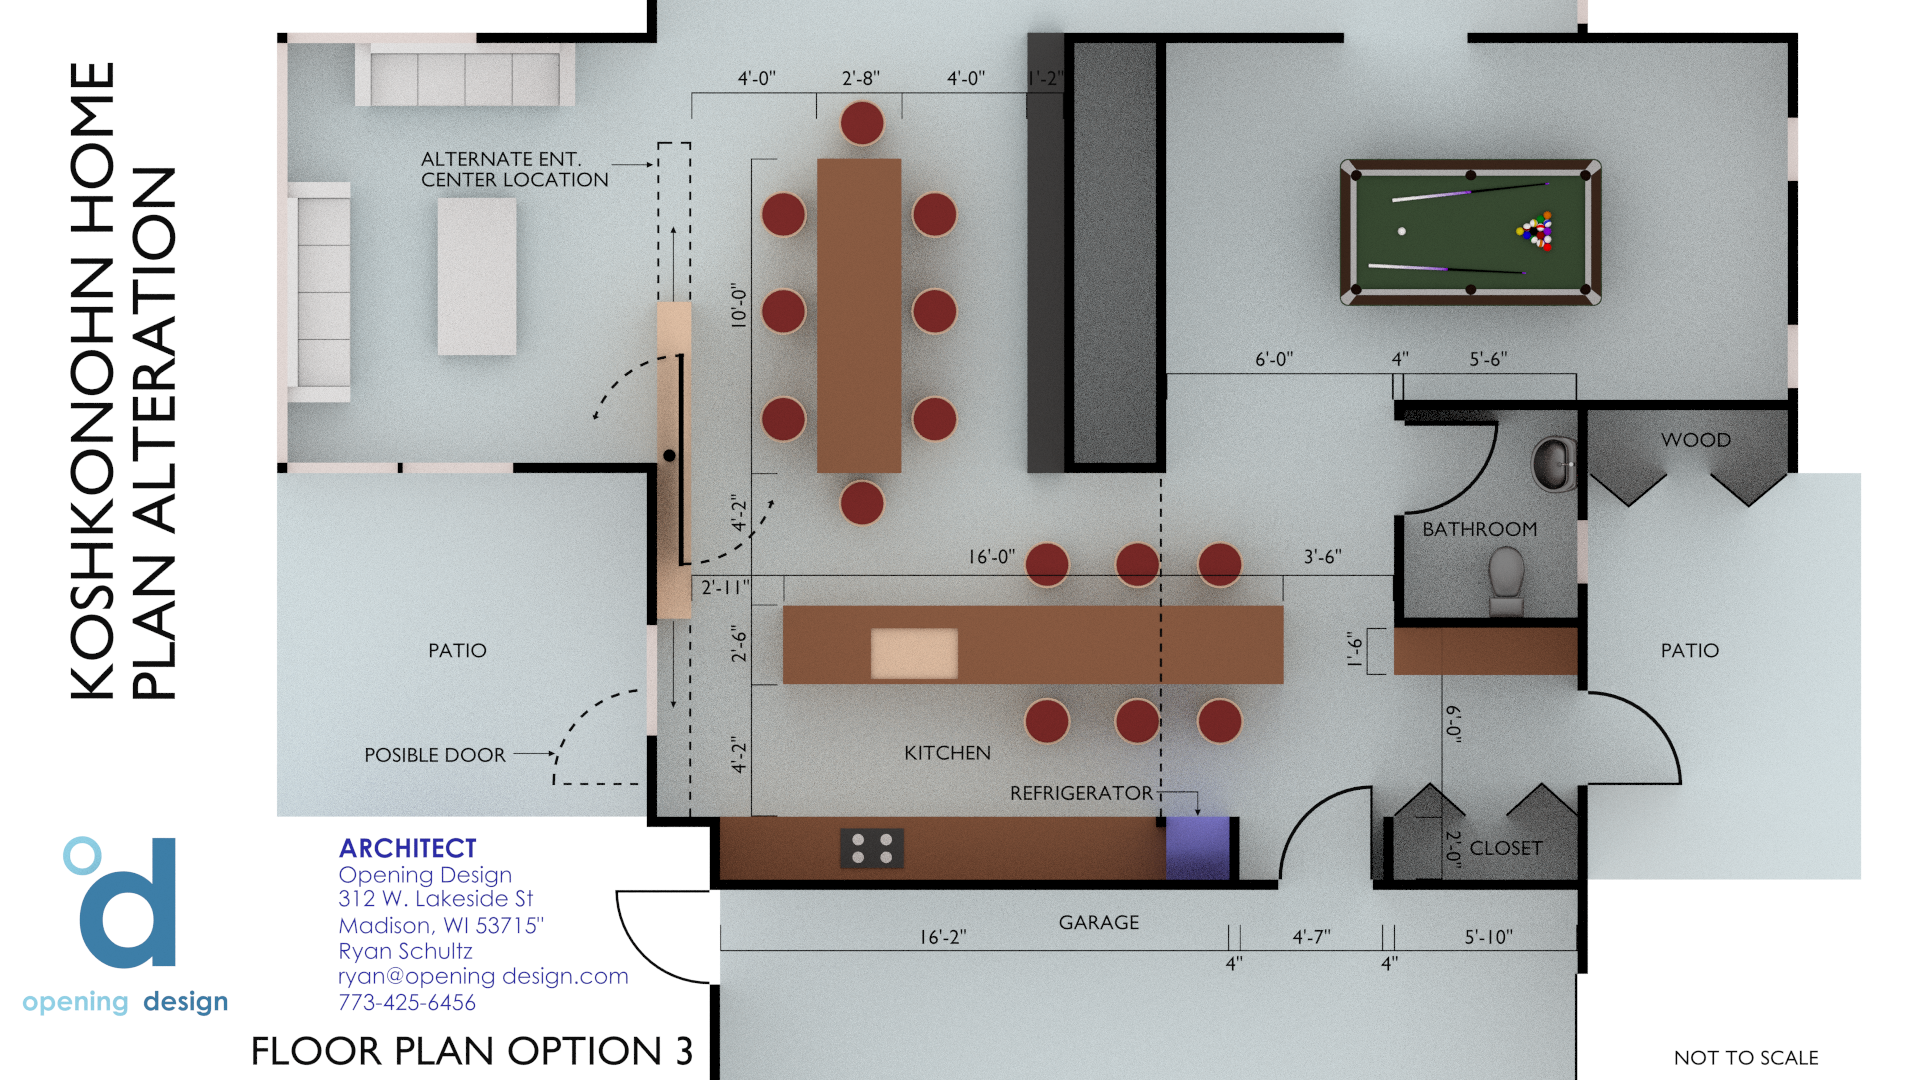 KOSHKONOHN HOME
PLAN ALTERATION
4'-0"
2'-8"
4'-0"
1'-2"
ALTERNATE ENT.
CENTER LOCATION
10'-0"
6'-0"
4"
5'-6"
WOOD
4'-2"
BATHROOM
16'-0"
3'-6"
2'-11"
2'-6"
1'-6"
PATIO
PATIO
6'-0"
POSIBLE DOOR
4'-2"
KITCHEN
REFRIGERATOR
2'-0"
CLOSET
GARAGE
16'-2"
4"
4'-7"
4"
5'-10"
ARCHITECT
Opening Design
312 W. Lakeside St
Madison, WI 53715"
Ryan Schultz
ryan@opening design.com
773-425-6456
od
opening design
FLOOR PLAN OPTION 3
NOT TO SCALE